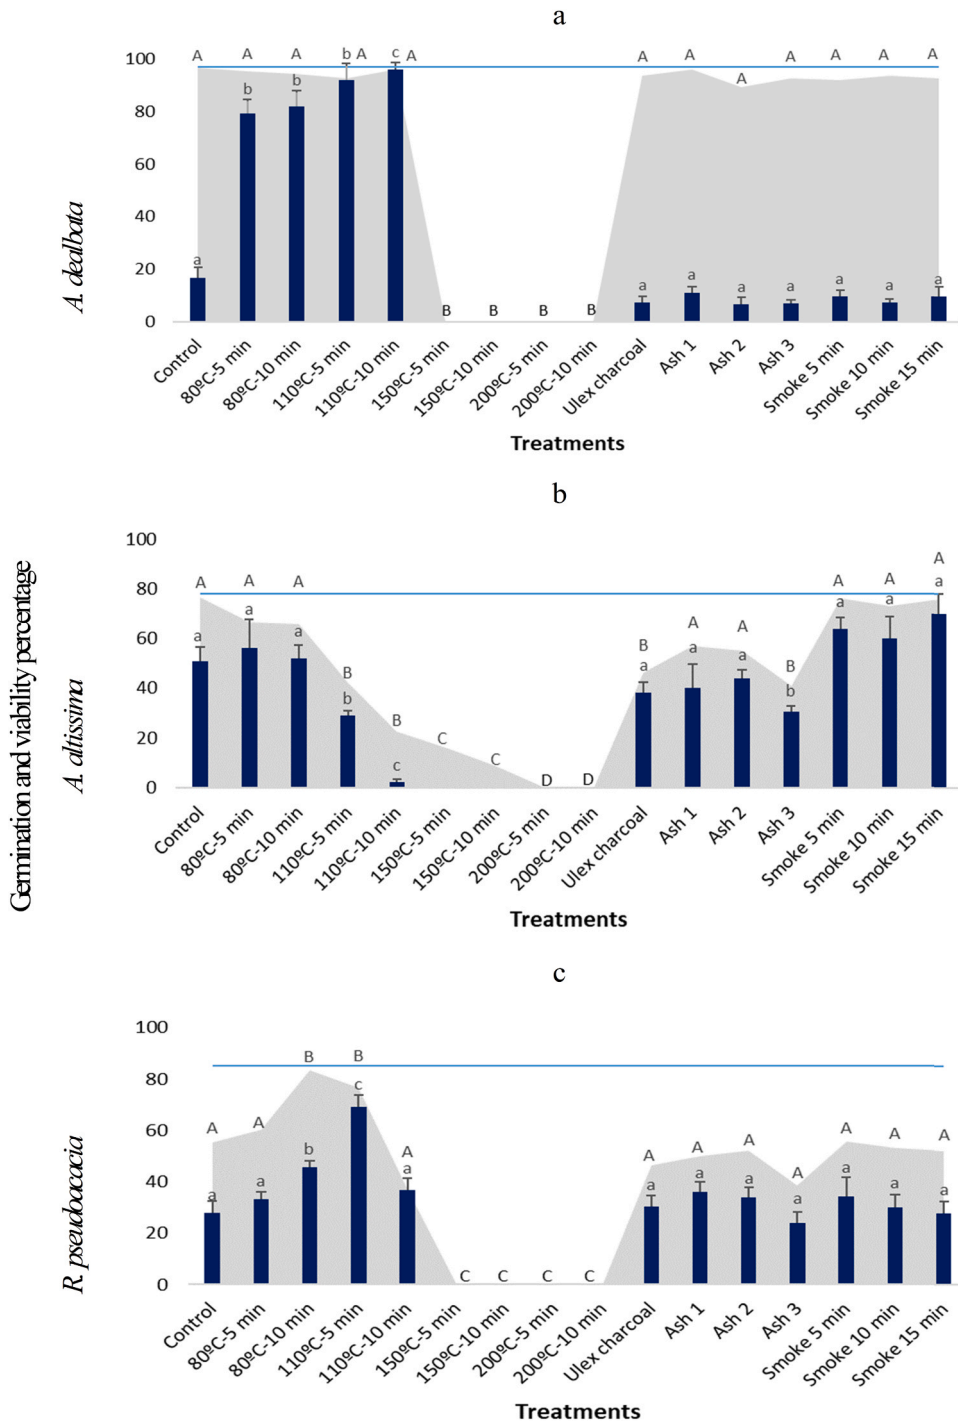 a
A A A b A c A A A A A A A A
100
80
60
40
20
0
b b
a B B B B a a a a a a a
Control 80ºC-5 min 80ºC-10 min 110ºC-5 min 110ºC-10 min 150ºC-5 min 150ºC-10 min 200ºC-5 min 200ºC-10 min Ulex charcoal Ash 1 Ash 2 Ash 3 Smoke 5 min Smoke 10 min Smoke 15 min
Treatments
A. dealbata
b
100
80
60
40
20
0
A A A B B C C D D B A A B A A A
a a a b c a a a b a a a
Control 80ºC-5 min 80ºC-10 min 110ºC-5 min 110ºC-10 min 150ºC-5 min 150ºC-10 min 200ºC-5 min 200ºC-10 min Ulex charcoal Ash 1 Ash 2 Ash 3 Smoke 5 min Smoke 10 min Smoke 15 min
Treatments
Germination and viability percentage
A. altissima
c
100
80
60
40
20
0
A A B B A C C C C A A A A A A A
a a b c a a a a a a a a
Control 80ºC-5 min 80ºC-10 min 110ºC-5 min 110ºC-10 min 150ºC-5 min 150ºC-10 min 200ºC-5 min 200ºC-10 min Ulex charcoal Ash 1 Ash 2 Ash 3 Smoke 5 min Smoke 10 min Smoke 15 min
Treatments
R. pseudoacacia